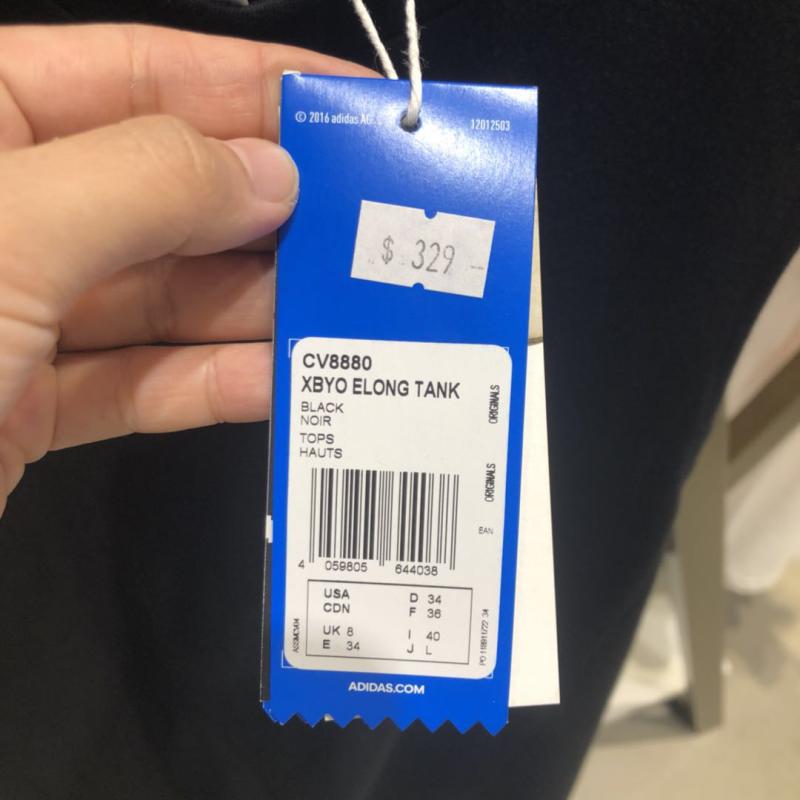 © 2016 adidas AG
12012503
$ 329 –
CV8880
XBYO ELONG TANK
BLACK
NOIR
TOPS
HAUTS
ORIGINALS
ORIGINALS
EAN
4 059805 644038
USA D 34
CDN F 36
UK 8 I 40
E 34 J L
ADIDAS.COM